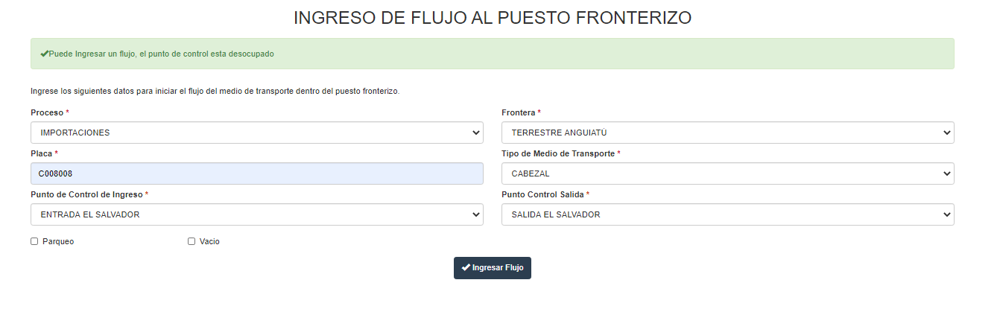 INGRESO DE FLUJO AL PUESTO FRONTERIZO
Puede Ingresar un flujo, el punto de control esta desocupado
Ingrese los siguientes datos para iniciar el flujo del medio de transporte dentro del puesto fronterizo.
Proceso *
Frontera *
IMPORTACIONES
TERRESTRE ANGUIATÚ
Placa *
Tipo de Medio de Transporte *
C008008
CABEZAL
Punto de Control de Ingreso *
Punto Control Salida *
ENTRADA EL SALVADOR
SALIDA EL SALVADOR
Parqueo
Vacio
Ingresar Flujo